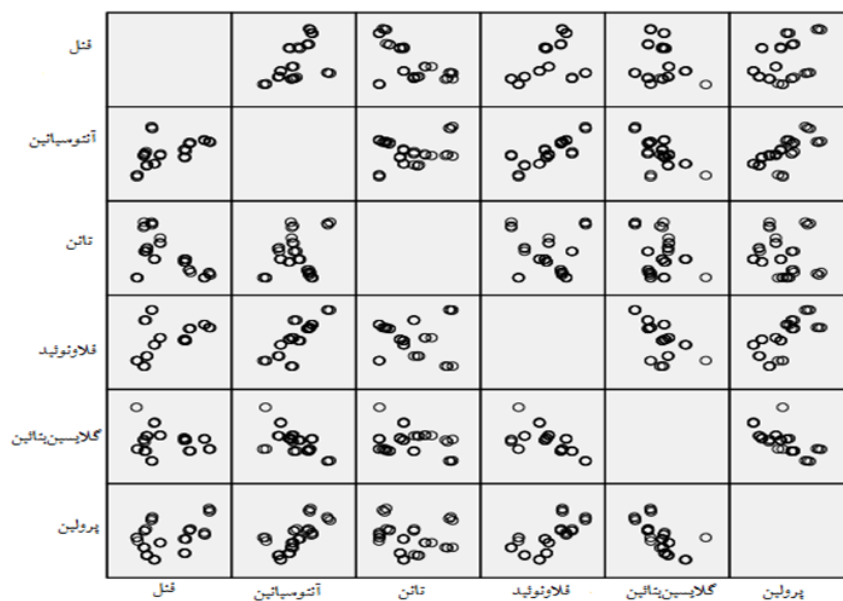 فنل
آنتوسیانین
تانن
فلاونوئید
گلایسین‌بتائین
پرولین
فنل
آنتوسیانین
تانن
فلاونوئید
گلایسین‌بتائین
پرولین